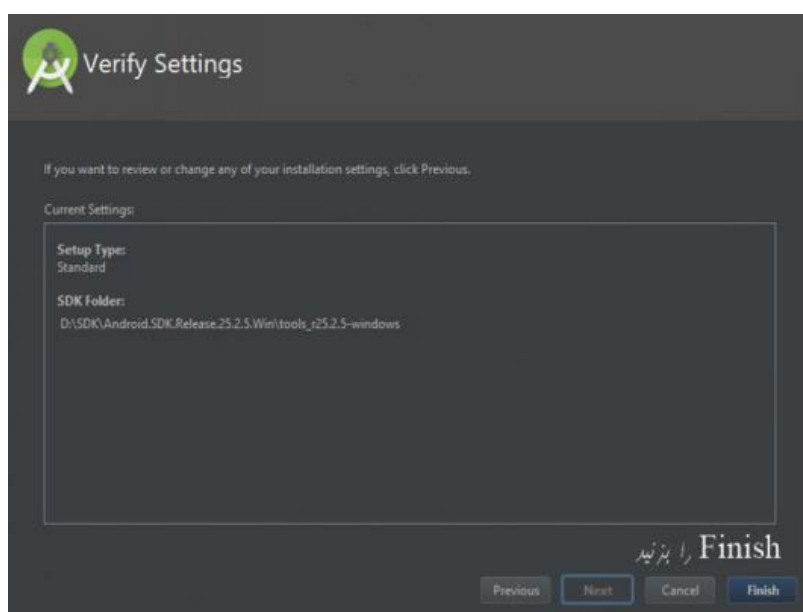 Verify Settings
If you want to review or change any of your installation settings, click Previous.
Current Settings:
Setup Type:
Standard
SDK Folder:
D:\SDK\Android.SDK.Release.25.2.5.Win\tools_r25.2.5-windows
Finish را بزنید
Previous Next Cancel Finish